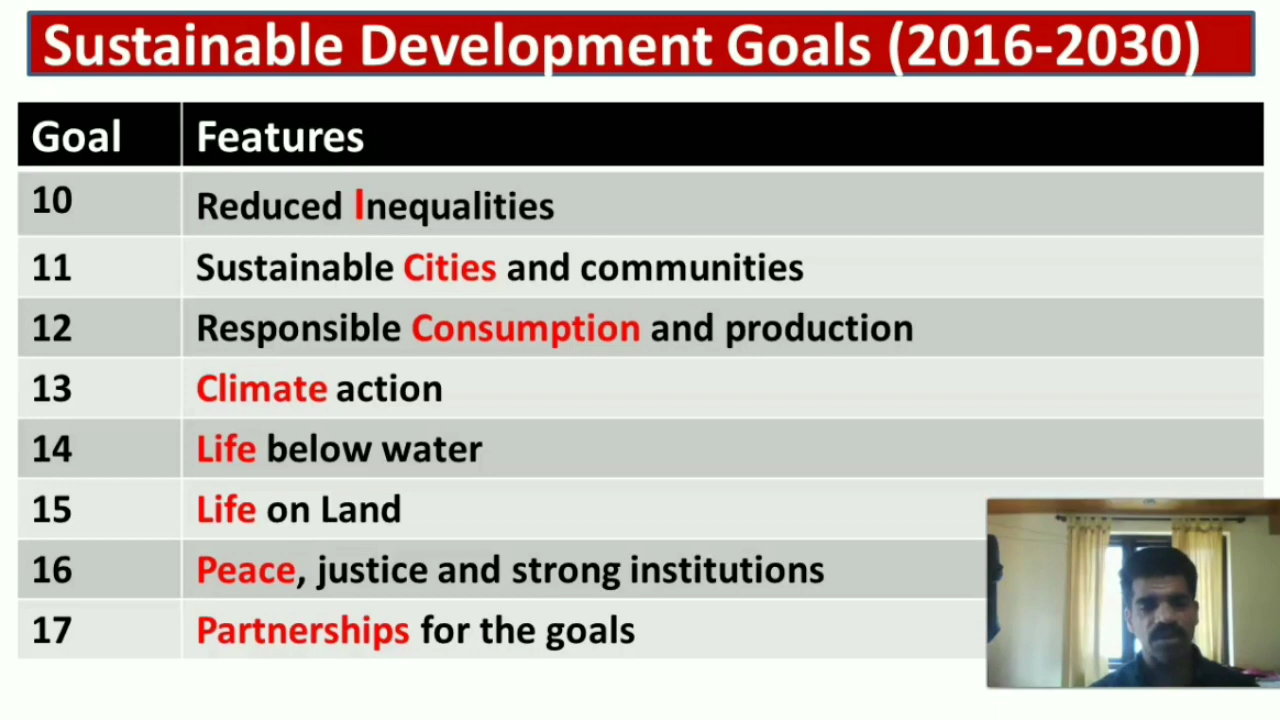 Sustainable Development Goals (2016-2030)
Goal Features
10 Reduced Inequalities
11 Sustainable Cities and communities
12 Responsible Consumption and production
13 Climate action
14 Life below water
15 Life on Land
16 Peace, justice and strong institutions
17 Partnerships for the goals